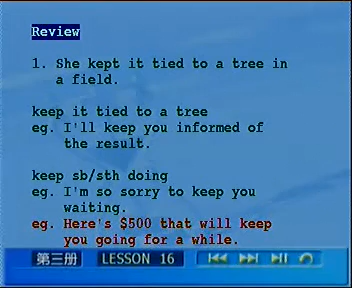 Review
1. She kept it tied to a tree in
a field.
keep it tied to a tree
eg. I'll keep you informed of
the result.
keep sb/sth doing
eg. I'm so sorry to keep you
waiting.
eg. Here's $500 that will keep
you going for a while.
第三册 LESSON 16